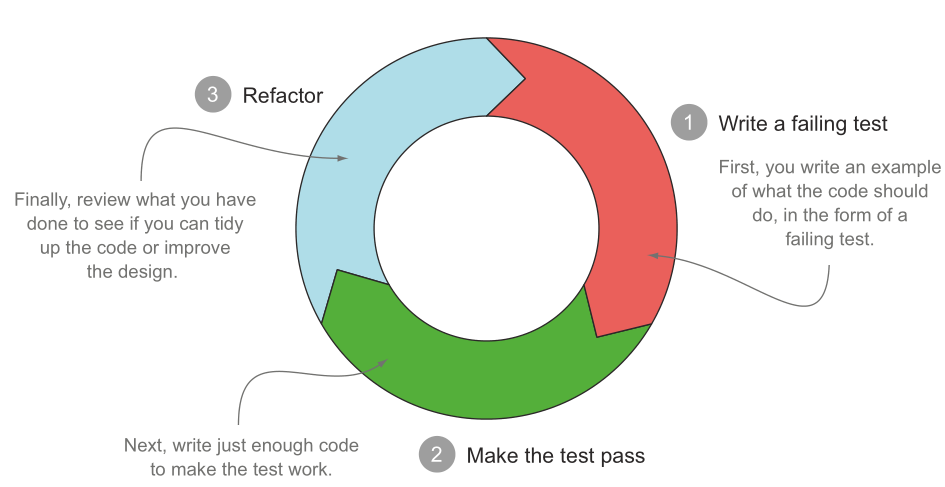 3 Refactor
Finally, review what you have
done to see if you can tidy
up the code or improve
the design.
1 Write a failing test
First, you write an example
of what the code should
do, in the form of a
failing test.
Next, write just enough code
to make the test work.
2 Make the test pass